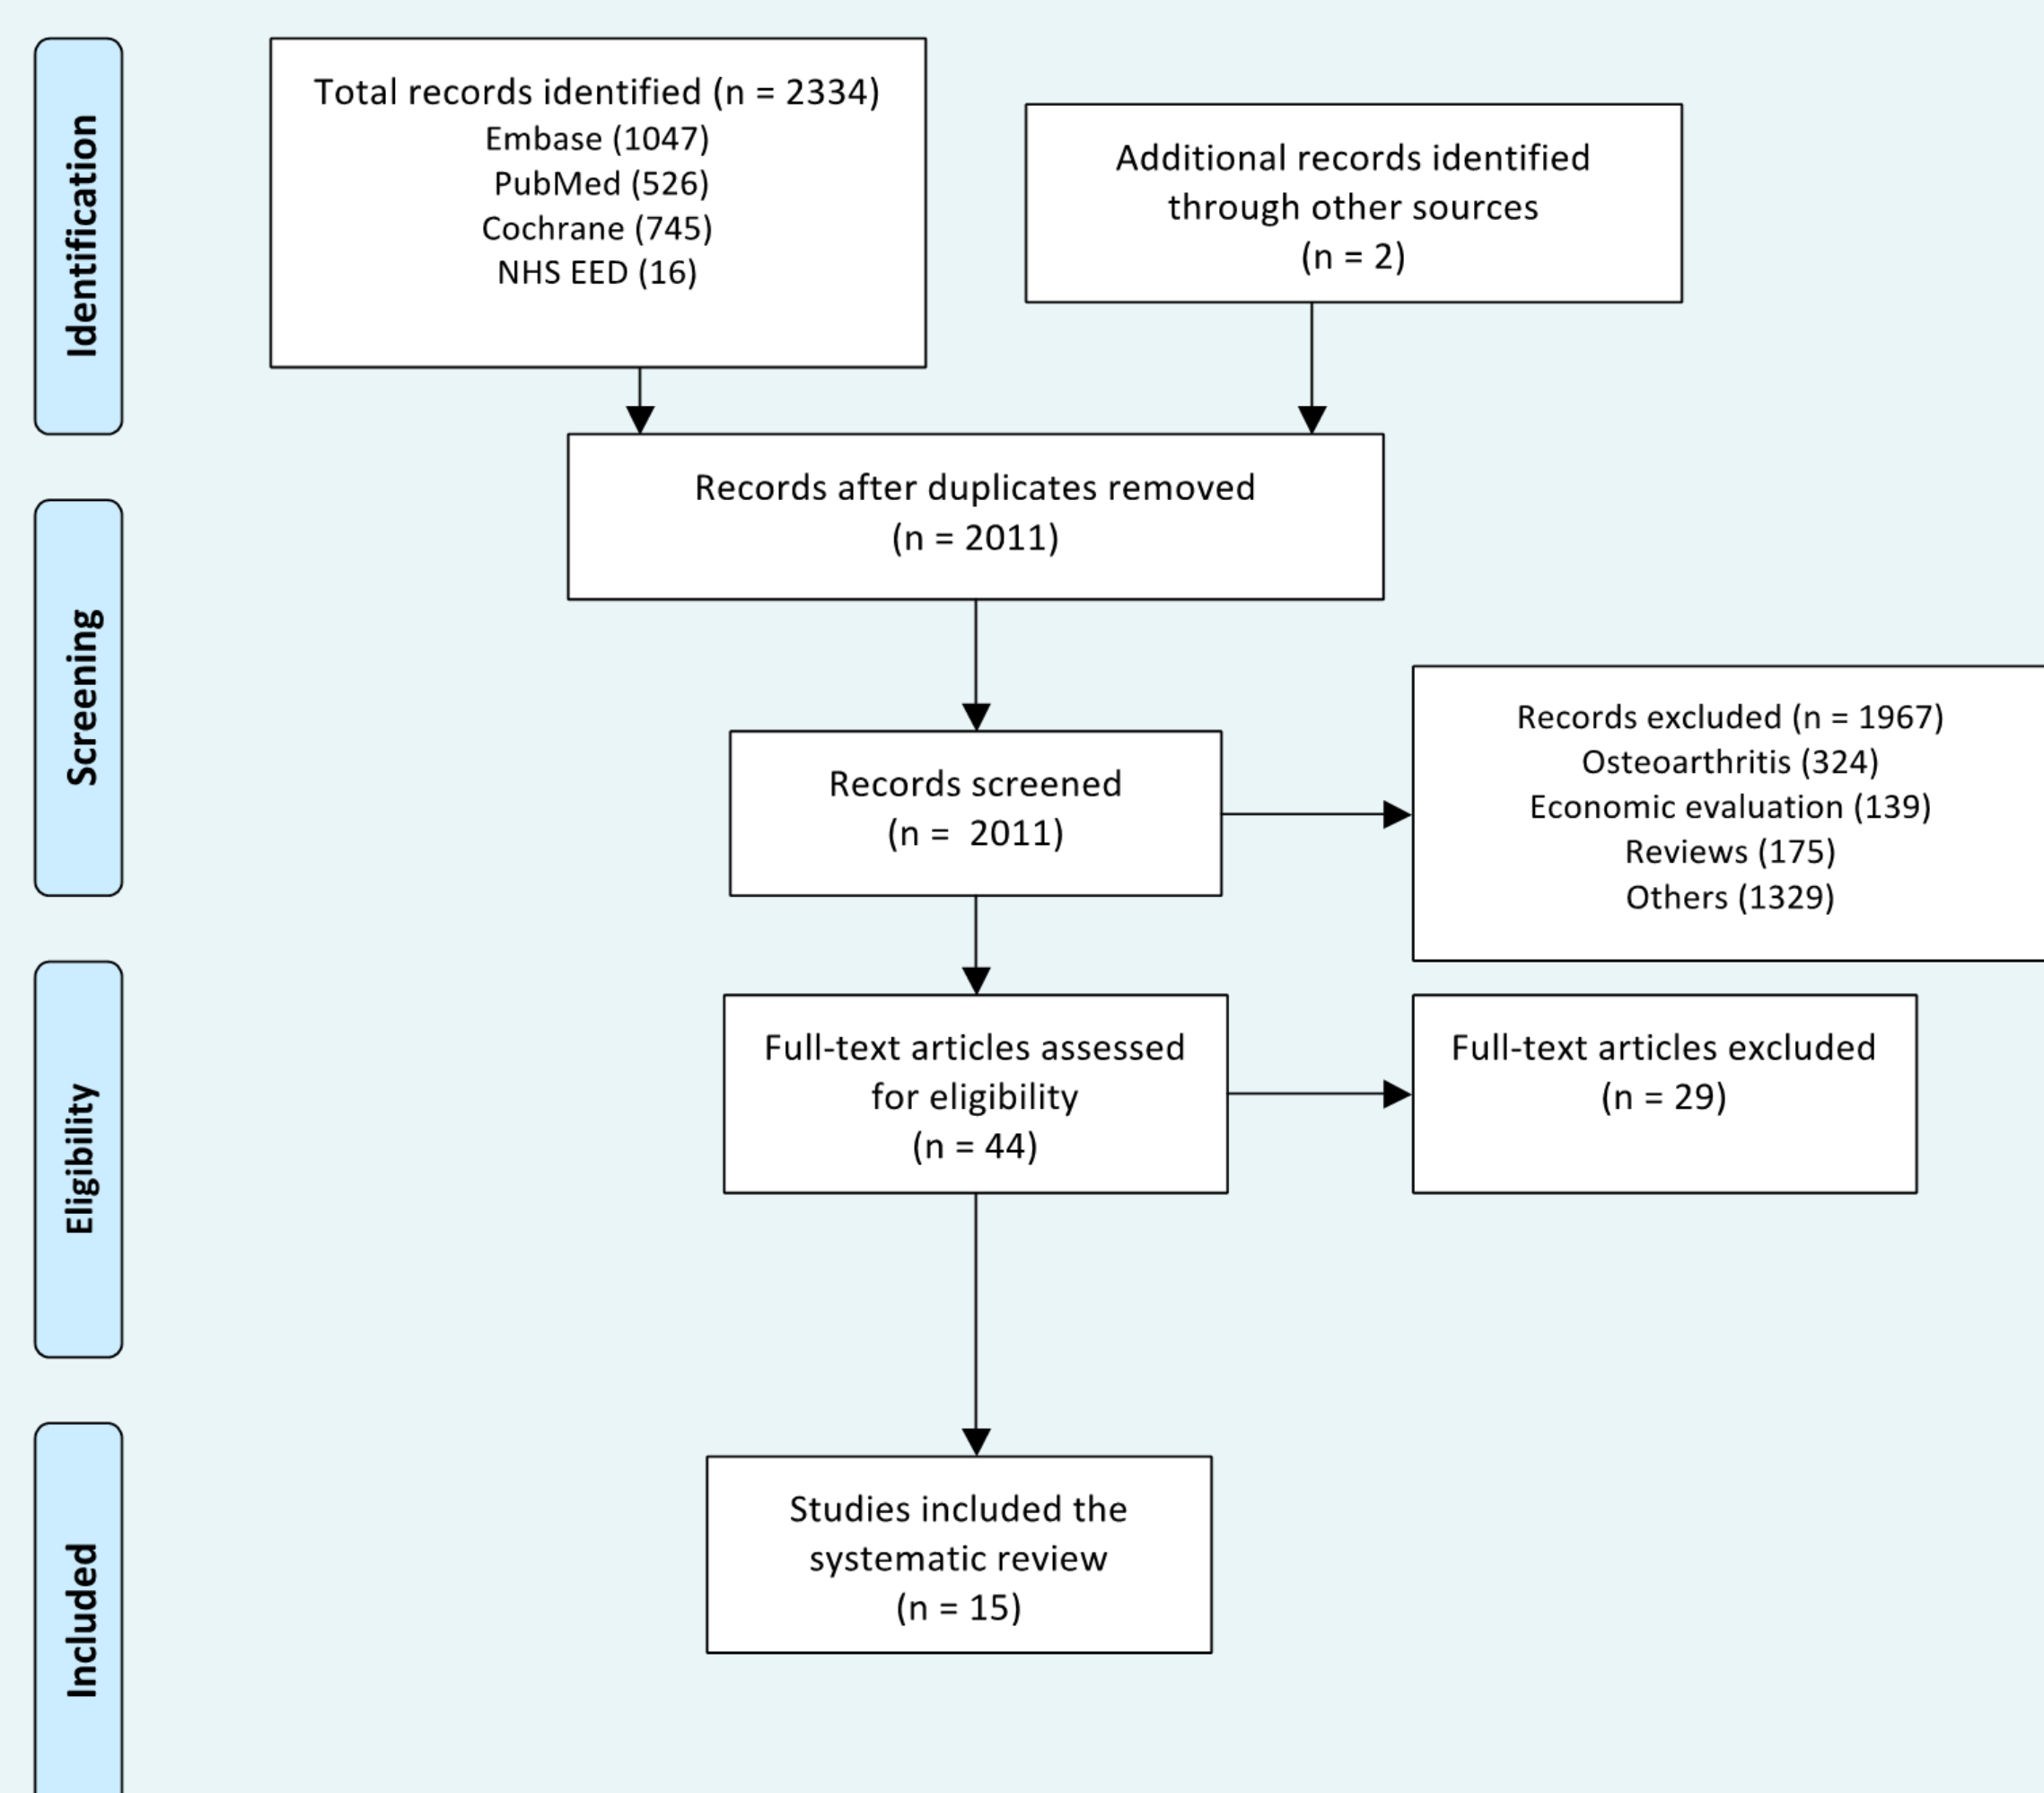 Identification
Total records identified (n = 2334)
Embase (1047)
PubMed (526)
Cochrane (745)
NHS EED (16)
Additional records identified
through other sources
(n = 2)
Records after duplicates removed
(n = 2011)
Screening
Records screened
(n =  2011)
Records excluded (n = 1967)
Osteoarthritis (324)
Economic evaluation (139)
Reviews (175)
Others (1329)
Eligibility
Full-text articles assessed
for eligibility
(n = 44)
Full-text articles excluded
(n = 29)
Included
Studies included the
systematic review
(n = 15)